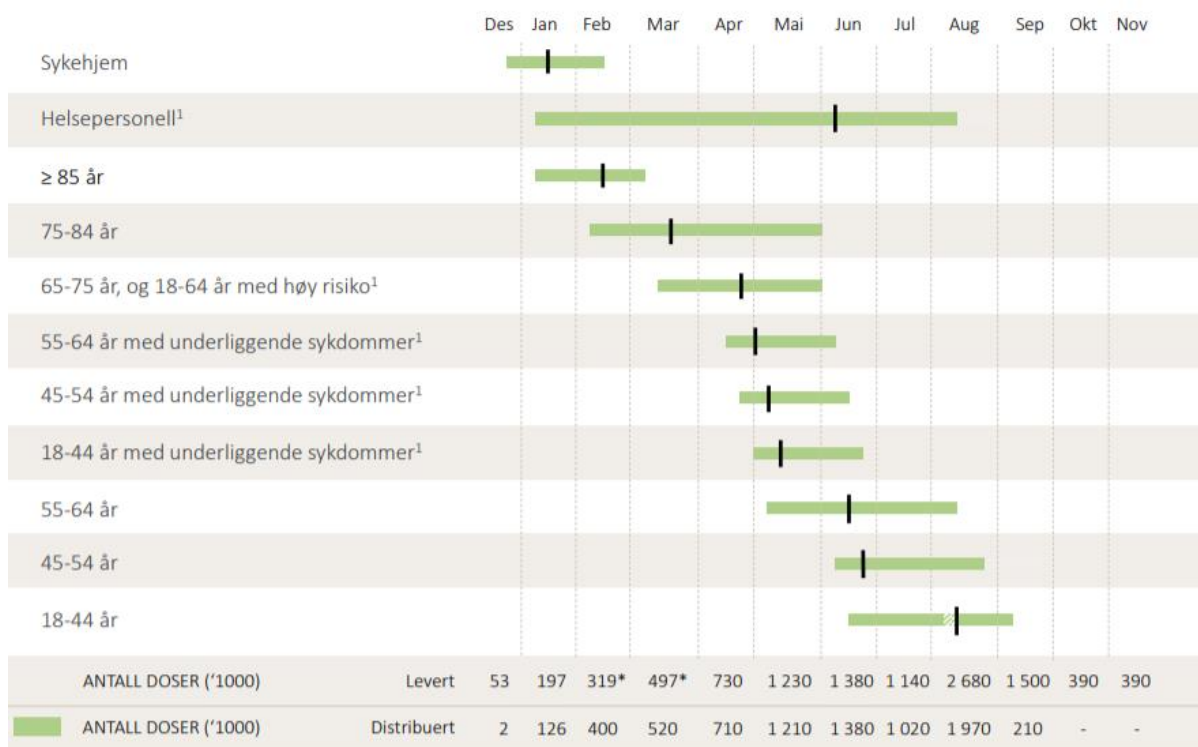 Des Jan Feb Mar Apr Mai Jun Jul Aug Sep Okt Nov
Sykehjem
Helsepersonell¹
≥ 85 år
75-84 år
65-75 år, og 18-64 år med høy risiko¹
55-64 år med underliggende sykdommer¹
45-54 år med underliggende sykdommer¹
18-44 år med underliggende sykdommer¹
55-64 år
45-54 år
18-44 år
ANTALL DOSER ('1000) Levert 53 197 319* 497* 730 1 230 1 380 1 140 2 680 1 500 390 390
ANTALL DOSER ('1000) Distribuert 2 126 400 520 710 1 210 1 380 1 020 1 970 210 - -